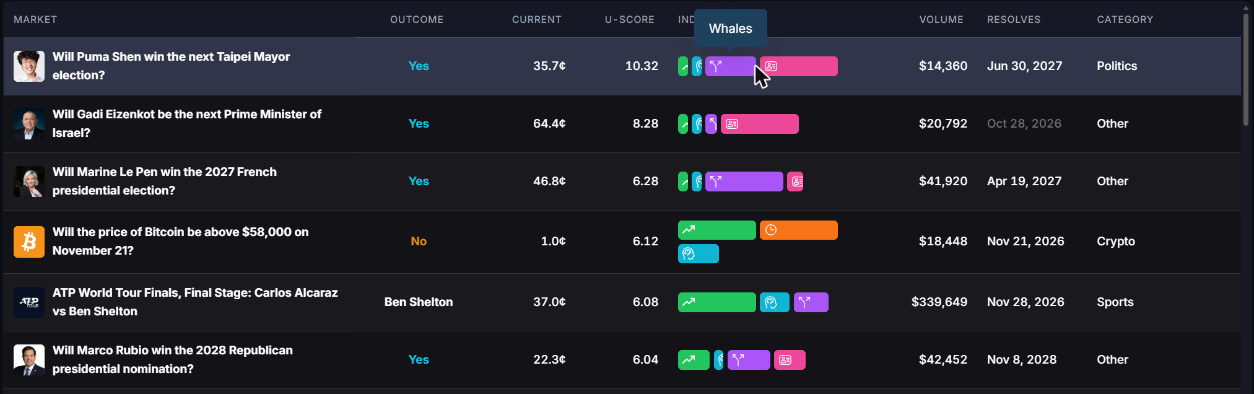 MARKET OUTCOME CURRENT U-SCORE IND VOLUME RESOLVES CATEGORY
Whales
Will Puma Shen win the next Taipei Mayor
election?
Yes 35.7¢ 10.32 $14,360 Jun 30, 2027 Politics
Will Gadi Eizenkot be the next Prime Minister of
Israel?
Yes 64.4¢ 8.28 $20,792 Oct 28, 2026 Other
Will Marine Le Pen win the 2027 French
presidential election?
Yes 46.8¢ 6.28 $41,920 Apr 19, 2027 Other
Will the price of Bitcoin be above $58,000 on
November 21?
No 1.0¢ 6.12 $18,448 Nov 21, 2026 Crypto
ATP
ATP World Tour Finals, Final Stage: Carlos Alcaraz
vs Ben Shelton
Ben Shelton 37.0¢ 6.08 $339,649 Nov 28, 2026 Sports
Will Marco Rubio win the 2028 Republican
presidential nomination?
Yes 22.3¢ 6.04 $42,452 Nov 8, 2028 Other